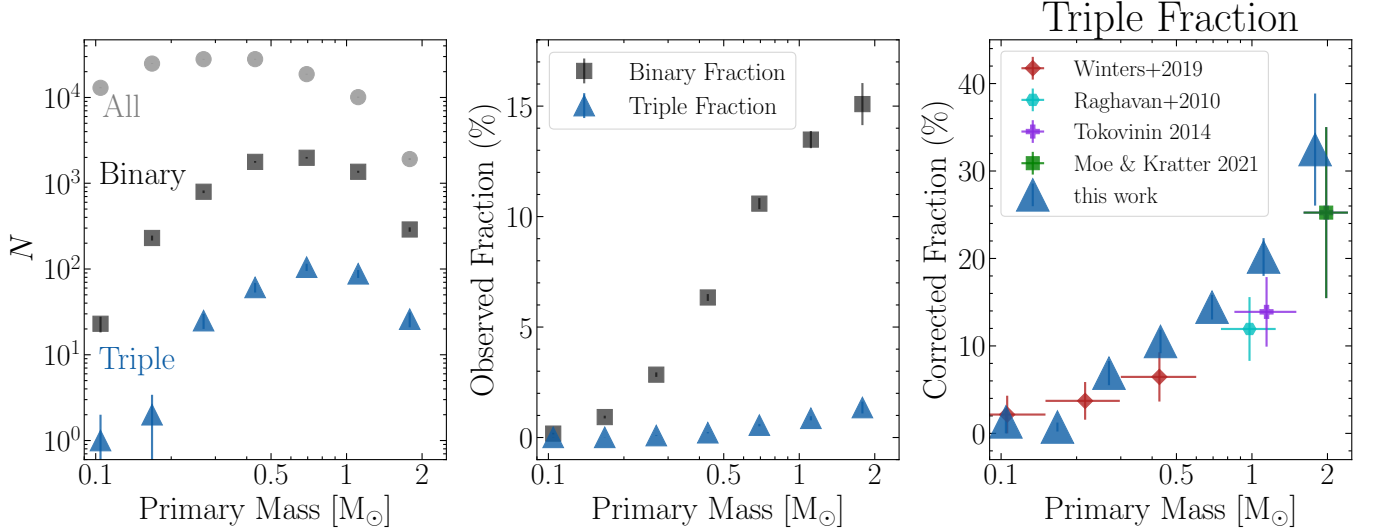 Triple Fraction
All
Binary
Triple
N
10^4
10^3
10^2
10^1
10^0
0.1 0.5 1 2
Primary Mass [M☉]
Binary Fraction
Triple Fraction
Observed Fraction (%)
15
10
5
0
0.1 0.5 1 2
Primary Mass [M☉]
Winters+2019
Raghavan+2010
Tokovinin 2014
Moe & Kratter 2021
this work
Corrected Fraction (%)
40
30
20
10
0
0.1 0.5 1 2
Primary Mass [M☉]